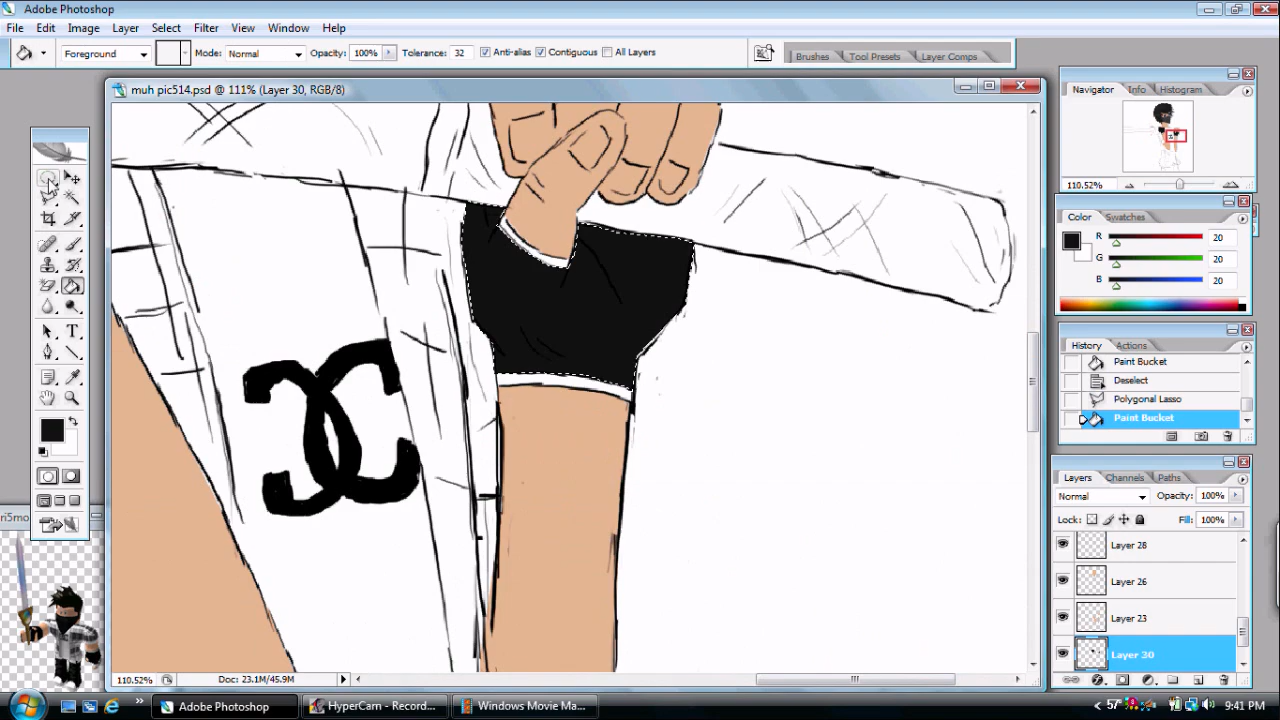 Adobe Photoshop
File Edit Image Layer Select Filter View Window Help
Foreground Mode: Normal Opacity: 100% Tolerance: 32 Anti-alias Contiguous All Layers Brushes Tool Presets Layer Comps
muh pic514.psd @ 111% (Layer 30, RGB/8)
Navigator Info Histogram
110.52%
Color Swatches
R 20
G 20
B 20
History Actions
Paint Bucket
Deselect
Polygonal Lasso
Paint Bucket
Layers Channels Paths
Normal Opacity: 100%
Lock: Fill: 100%
Layer 28
Layer 26
Layer 23
Layer 30
ri5mo
110.52% Doc: 23.1M/45.9M
Adobe Photoshop HyperCam - Record... Windows Movie Ma... 57° 9:41 PM